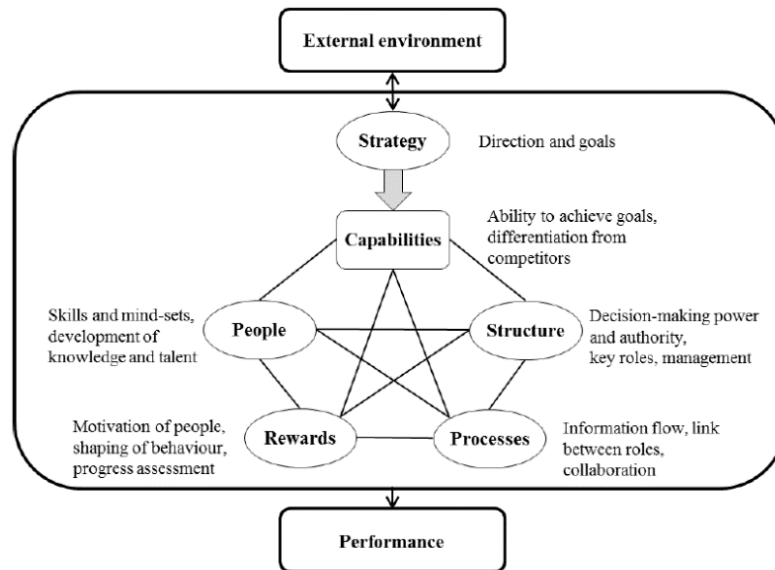 External environment
Strategy
Direction and goals
Capabilities
Ability to achieve goals,
differentiation from
competitors
Skills and mind-sets,
development of
knowledge and talent
People
Structure
Decision-making power
and authority,
key roles, management
Motivation of people,
shaping of behaviour,
progress assessment
Rewards
Processes
Information flow, link
between roles,
collaboration
Performance